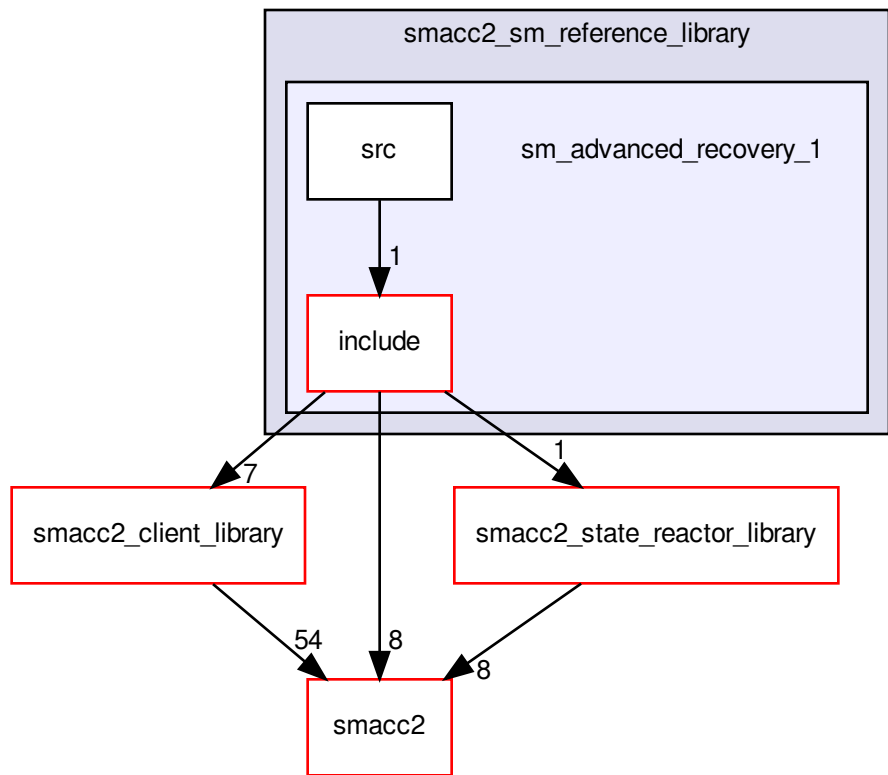 smacc2_sm_reference_library
src
sm_advanced_recovery_1
1
include
7
1
smacc2_client_library
smacc2_state_reactor_library
54
8
8
smacc2